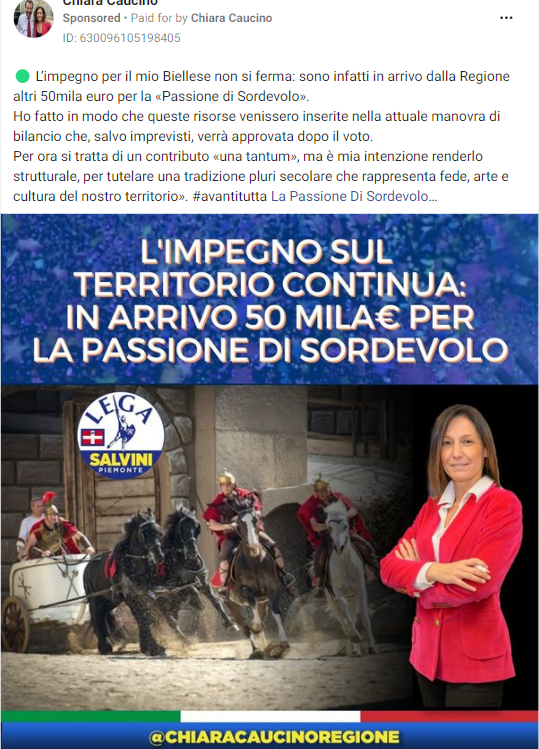 Chiara Caucino
Sponsored • Paid for by Chiara Caucino
ID: 630096105198405
L'impegno per il mio Biellese non si ferma: sono infatti in arrivo dalla Regione
altri 50mila euro per la «Passione di Sordevolo».
Ho fatto in modo che queste risorse venissero inserite nella attuale manovra di
bilancio che, salvo imprevisti, verrà approvata dopo il voto.
Per ora si tratta di un contributo «una tantum», ma è mia intenzione renderlo
strutturale, per tutelare una tradizione pluri secolare che rappresenta fede, arte e
cultura del nostro territorio». #avantitutta La Passione Di Sordevolo...
L'IMPEGNO SUL
TERRITORIO CONTINUA:
IN ARRIVO 50 MILA€ PER
LA PASSIONE DI SORDEVOLO
LEGA
SALVINI
PIEMONTE
@CHIARACAUCINOREGIONE